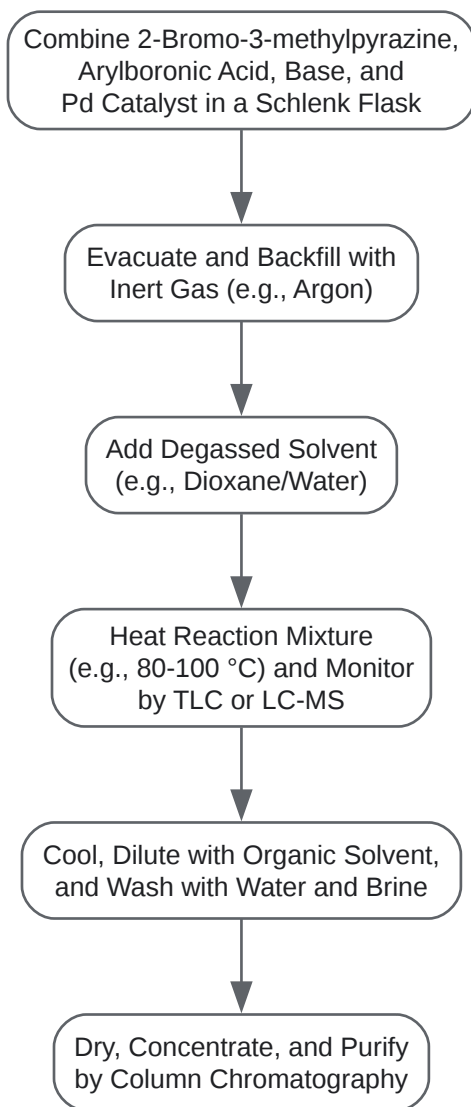 Combine 2-Bromo-3-methylpyrazine,
Arylboronic Acid, Base, and
Pd Catalyst in a Schlenk Flask
Evacuate and Backfill with
Inert Gas (e.g., Argon)
Add Degassed Solvent
(e.g., Dioxane/Water)
Heat Reaction Mixture
(e.g., 80-100 °C) and Monitor
by TLC or LC-MS
Cool, Dilute with Organic Solvent,
and Wash with Water and Brine
Dry, Concentrate, and Purify
by Column Chromatography